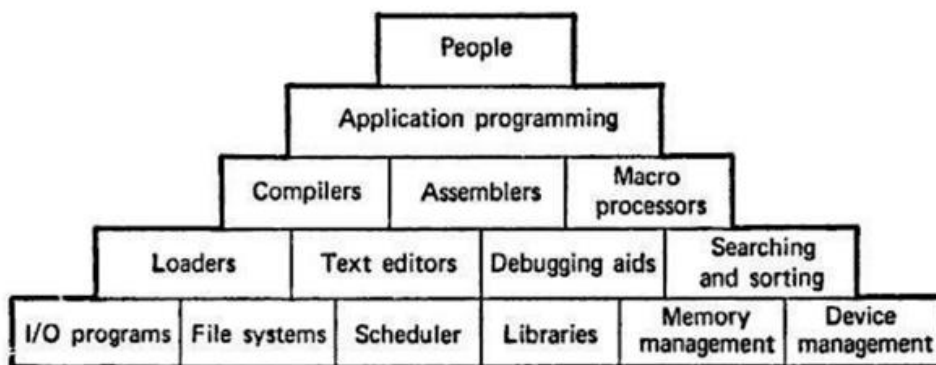 People
Application programming
Compilers
Assemblers
Macro
processors
Loaders
Text editors
Debugging aids
Searching
and sorting
I/O programs
File systems
Scheduler
Libraries
Memory
management
Device
management